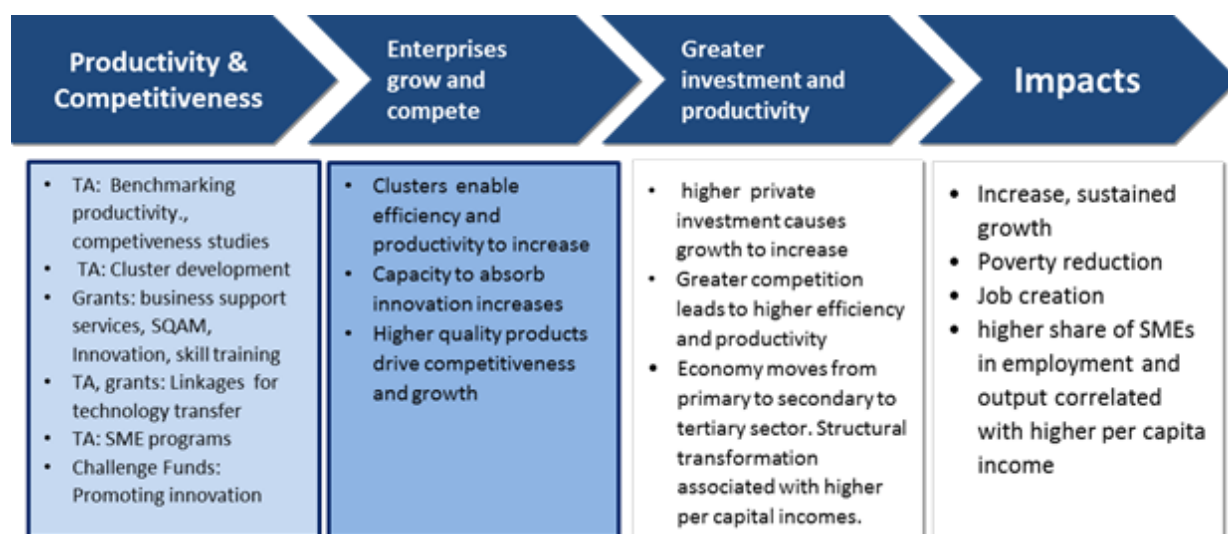 Productivity &
Competitiveness
Enterprises
grow and
compete
Greater
investment and
productivity
Impacts
• TA: Benchmarking
productivity.,
competiveness studies
• TA: Cluster development
• Grants: business support
services, SQAM,
Innovation, skill training
• TA, grants: Linkages for
technology transfer
• TA: SME programs
• Challenge Funds:
Promoting innovation
• Clusters enable
efficiency and
productivity to increase
• Capacity to absorb
innovation increases
• Higher quality products
drive competitiveness
and growth
• higher private
investment causes
growth to increase
• Greater competition
leads to higher efficiency
and productivity
• Economy moves from
primary to secondary to
tertiary sector. Structural
transformation
associated with higher
per capital incomes.
• Increase, sustained
growth
• Poverty reduction
• Job creation
• higher share of SMEs
in employment and
output correlated
with higher per capita
income